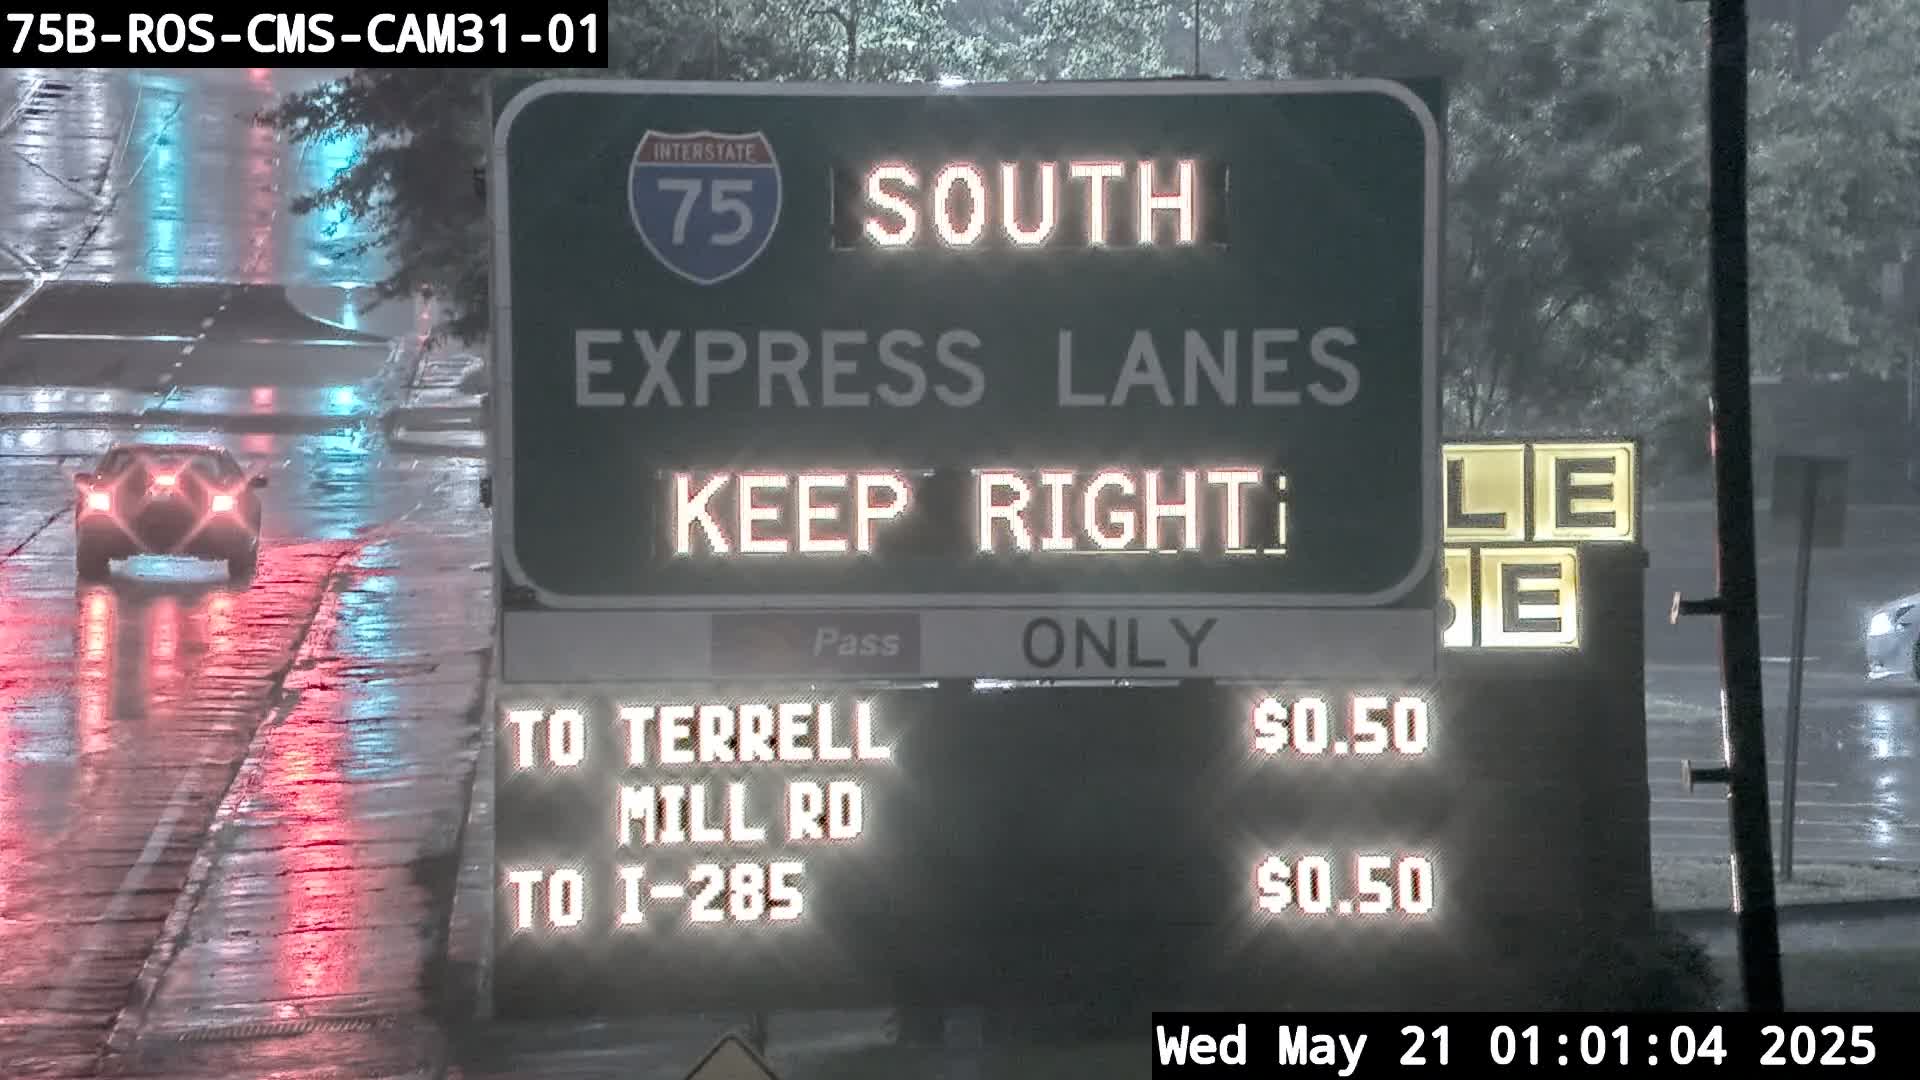 75B-ROS-CMS-CAM31-01
INTERSTATE
75
SOUTH
EXPRESS LANES
KEEP RIGHT
Pass ONLY
LE
E
TO TERRELL $0.50
MILL RD
TO I-285 $0.50
Wed May 21 01:01:04 2025